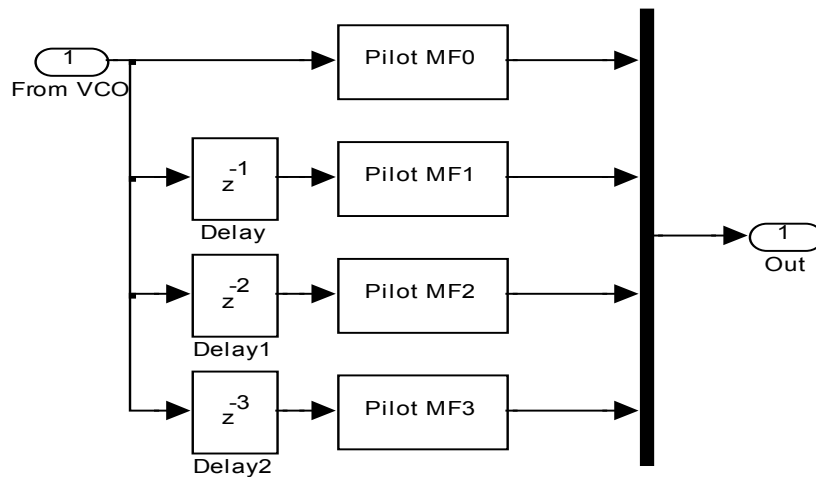 1
From VCO
Pilot MF0
z-1
Delay
Pilot MF1
z-2
Delay1
Pilot MF2
z-3
Delay2
Pilot MF3
1
Out